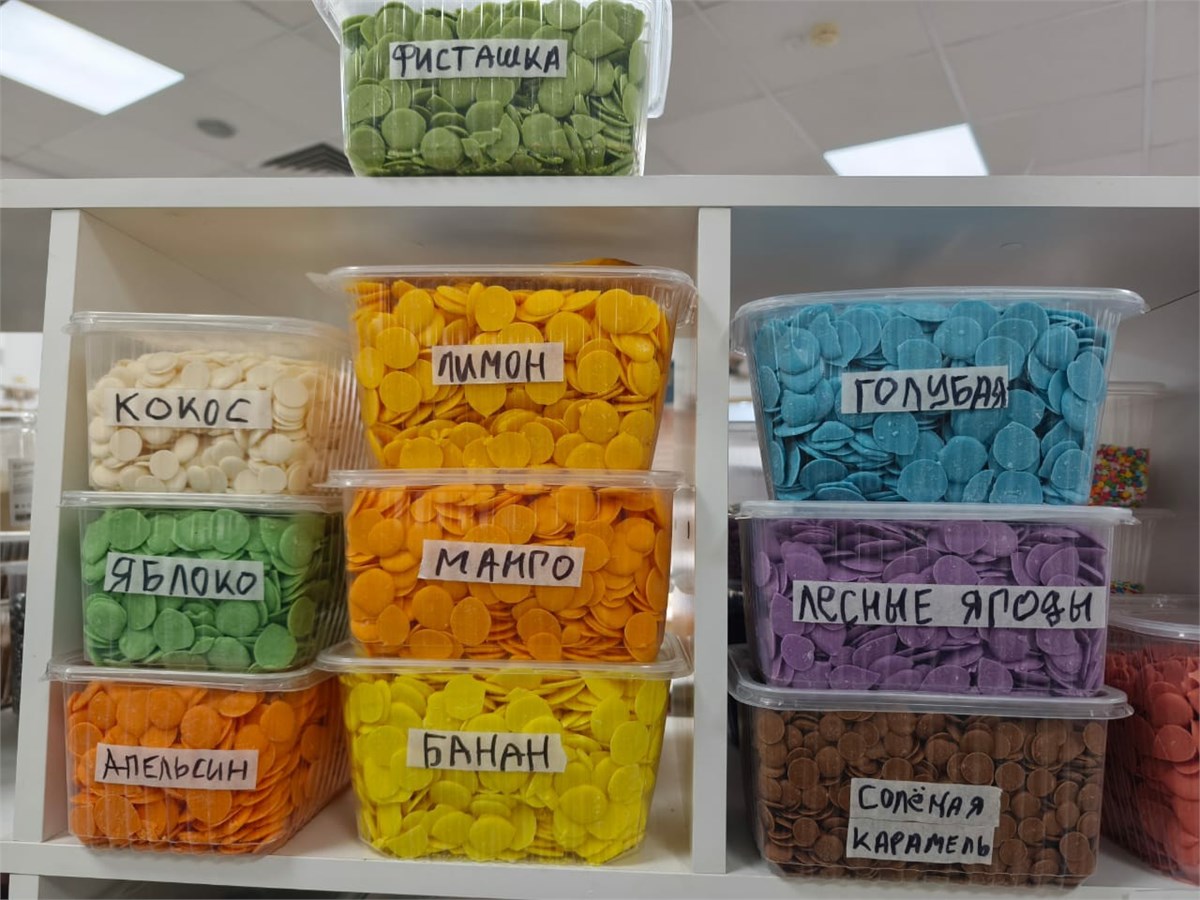 ФИСТАШКА
КОКОС
ЛИМОН
ГОЛУБАЯ
ЯБЛОКО
МАНГО
ЛЕСНЫЕ ЯГОДЫ
АПЕЛЬСИН
БАНАН
СОЛЁНАЯ
КАРАМЕЛЬ